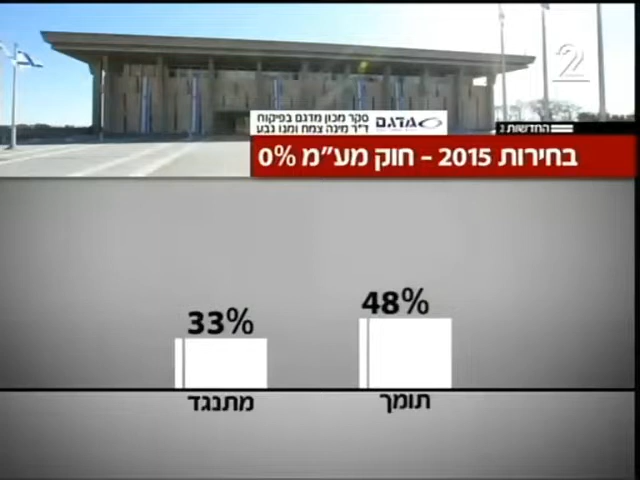 2
סקר מכון מדגם בפיקוח
ד"ר מינה צמח ומנו גבע
מדגם
החדשות 2
בחירות 2015 - חוק מע"מ 0%
48%
33%
תומך
מתנגד